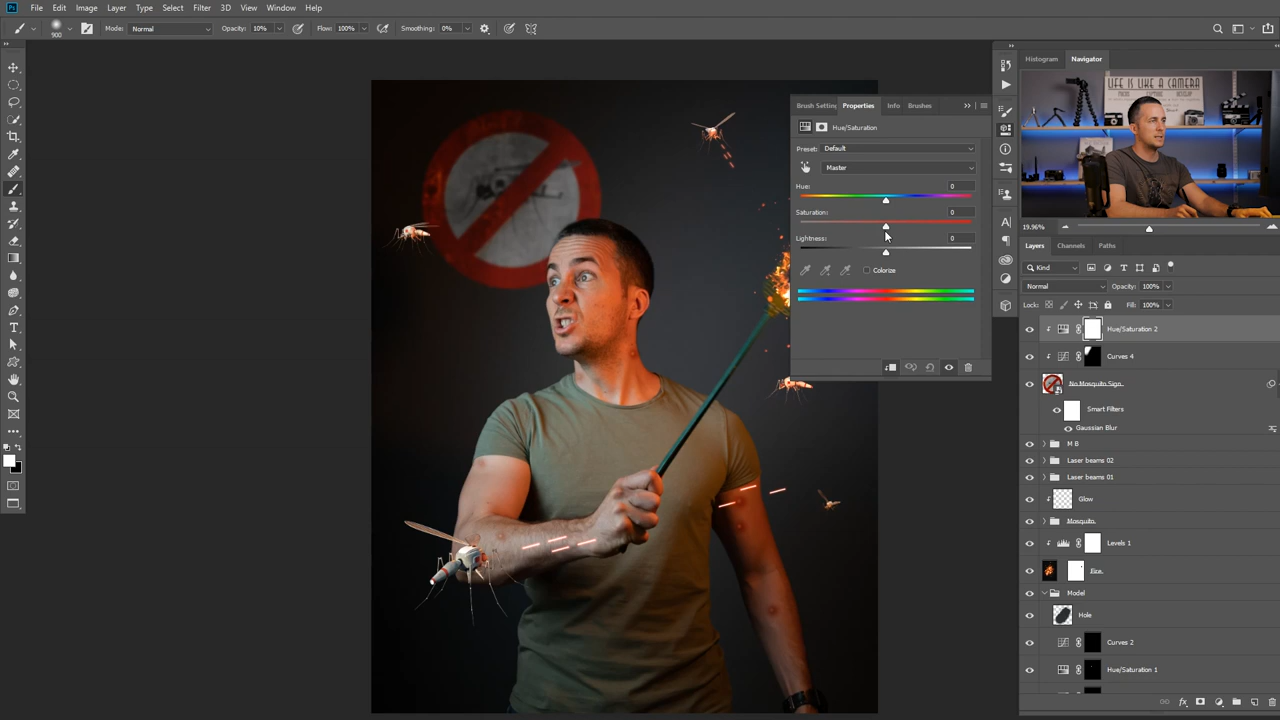 Ps File Edit Image Layer Type Select Filter 3D View Window Help
900 Mode: Normal Opacity: 10% Flow: 100% Smoothing: 0%
Histogram Navigator
LIFE IS LIKE A CAMERA
Brush Setting Properties Info Brushes
Hue/Saturation
Preset: Default
Master
Hue: 0
Saturation: 0
Lightness: 0
Colorize
19.96%
Layers Channels Paths
Kind
Normal Opacity: 100%
Lock: Fill: 100%
Hue/Saturation 2
Curves 4
No Mosquito Sign
Smart Filters
Gaussian Blur
M B
Laser beams 02
Laser beams 01
Glow
Mosquito
Levels 1
Fire
Model
Hole
Curves 2
Hue/Saturation 1